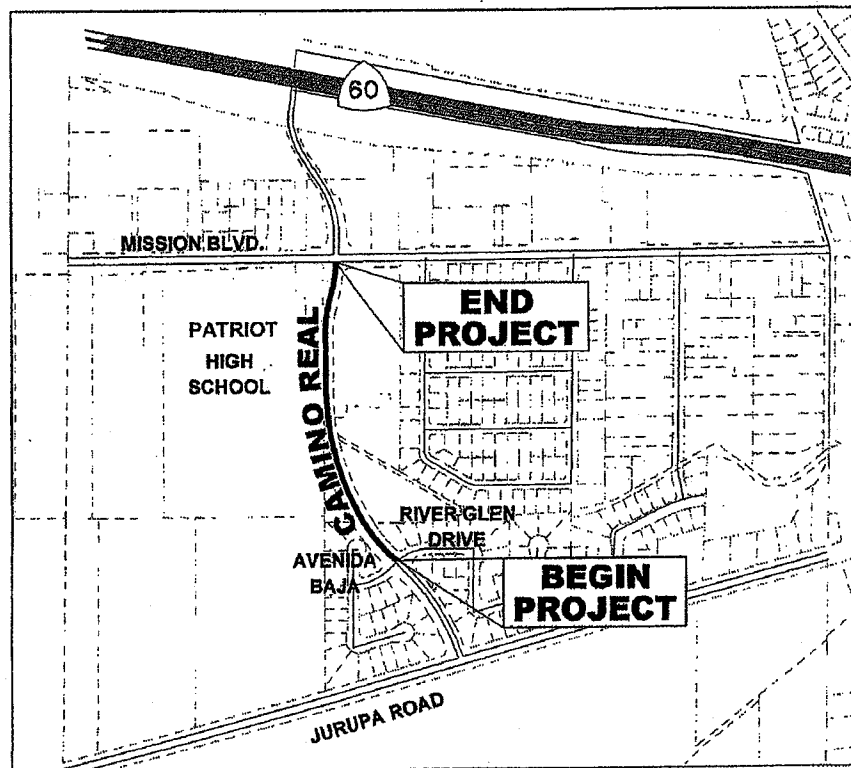 60
MISSION BLVD.
END
PROJECT
PATRIOT
HIGH
SCHOOL
CAMINO REAL
RIVER GLEN
DRIVE
AVENIDA
BAJA
BEGIN
PROJECT
JURUPA ROAD